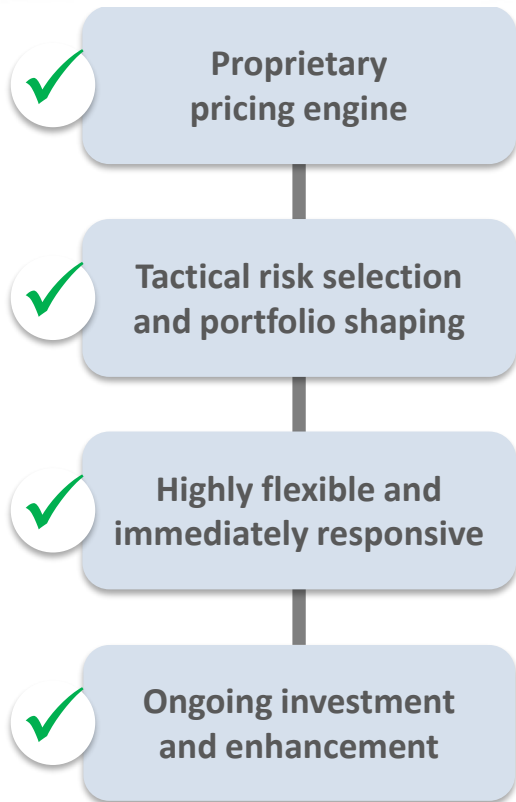 Proprietary
pricing engine
Tactical risk selection
and portfolio shaping
Highly flexible and
immediately responsive
Ongoing investment
and enhancement